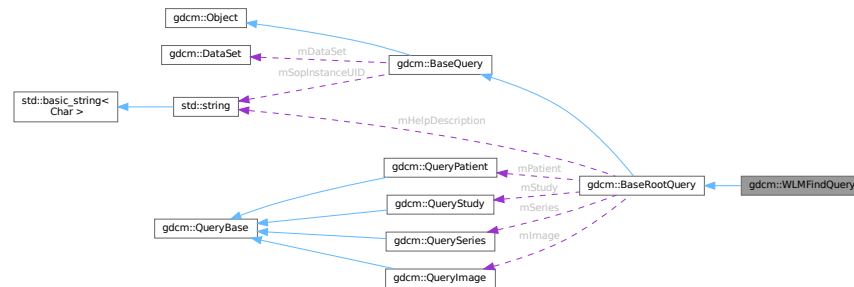 gdcm::Object
gdcm::DataSet
mDataSet
gdcm::BaseQuery
mSopInstanceUID
std::basic_string<
Char >
std::string
mHelpDescription
gdcm::QueryPatient
mPatient
gdcm::BaseRootQuery
gdcm::WLMFindQuery
mStudy
gdcm::QueryStudy
mSeries
gdcm::QueryBase
gdcm::QuerySeries
mImage
gdcm::QueryImage